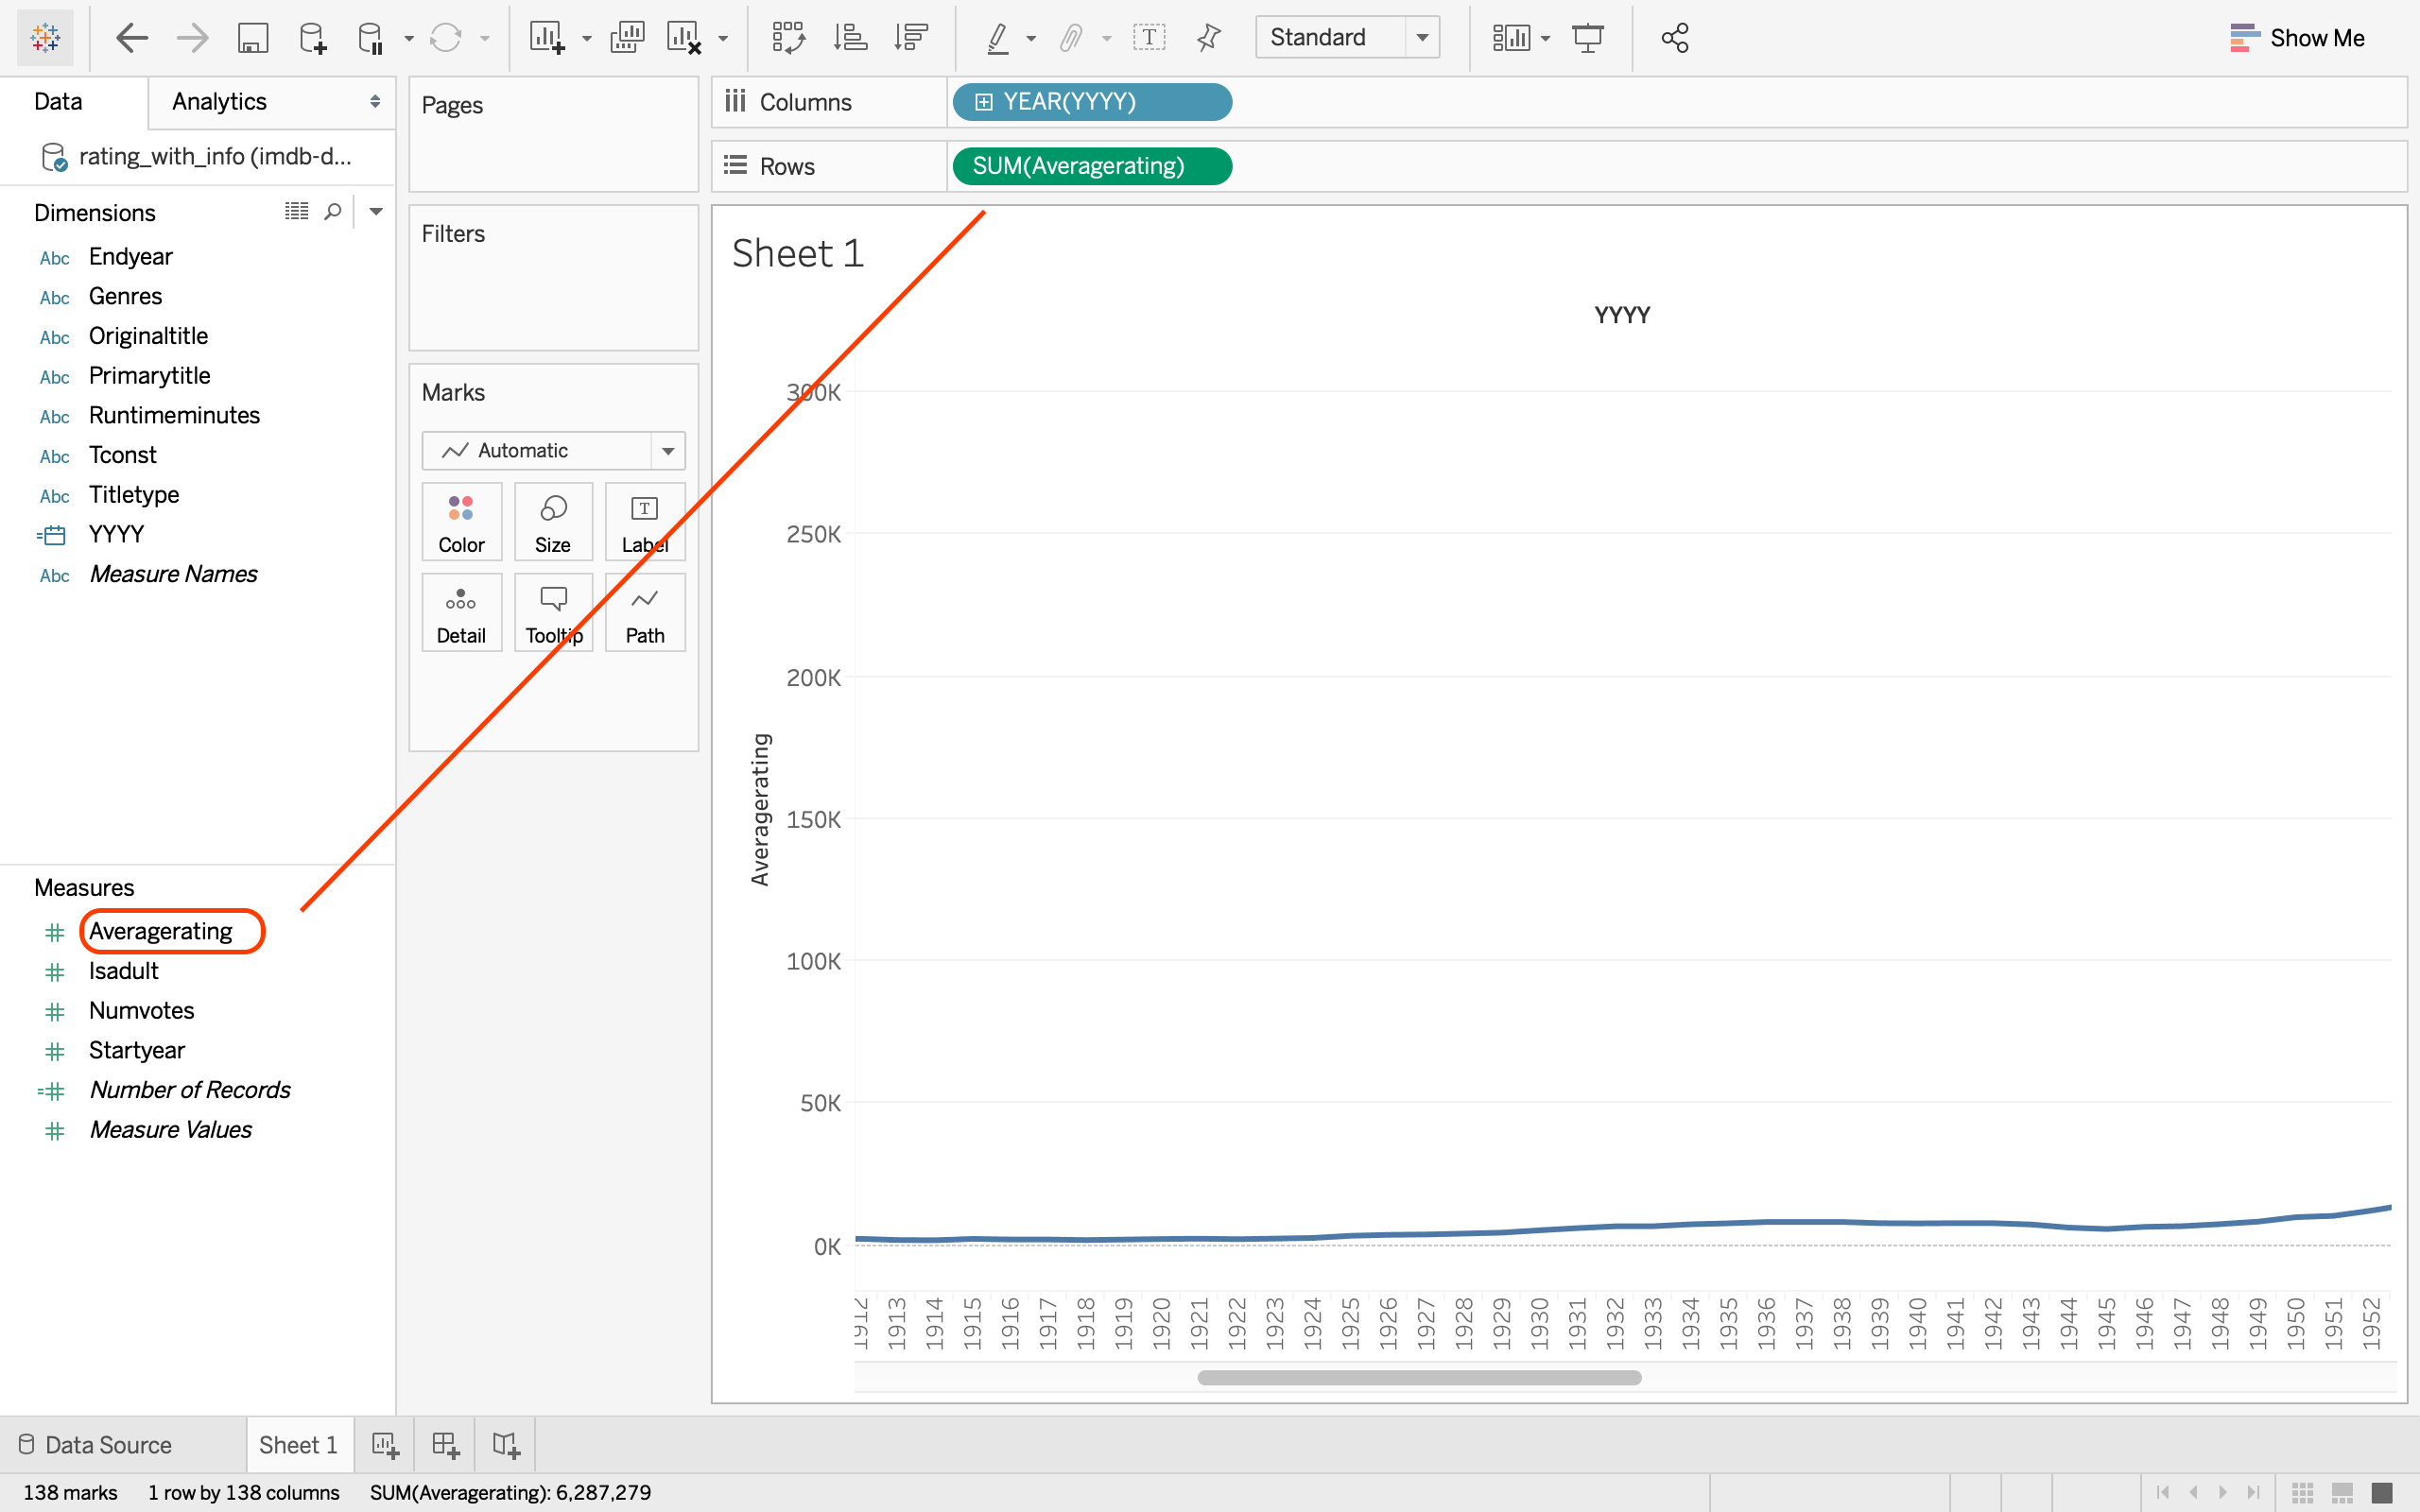 Standard
Show Me
Data
Analytics
rating_with_info (imdb-d...
Dimensions
Abc Endyear
Abc Genres
Abc Originaltitle
Abc Primarytitle
Abc Runtimeminutes
Abc Tconst
Abc Titletype
YYYY
Abc Measure Names
Measures
Averagerating
Isadult
Numvotes
Startyear
Number of Records
Measure Values
Pages
Filters
Marks
Automatic
Color Size Label
Detail Tooltip Path
Columns YEAR(YYYY)
Rows SUM(Averagerating)
Sheet 1
YYYY
300K
250K
200K
150K
100K
50K
0K
Averagerating
1912 1913 1914 1915 1916 1917 1918 1919 1920 1921 1922 1923 1924 1925 1926 1927 1928 1929 1930 1931 1932 1933 1934 1935 1936 1937 1938 1939 1940 1941 1942 1943 1944 1945 1946 1947 1948 1949 1950 1951 1952
Data Source Sheet 1
138 marks 1 row by 138 columns SUM(Averagerating): 6,287,279